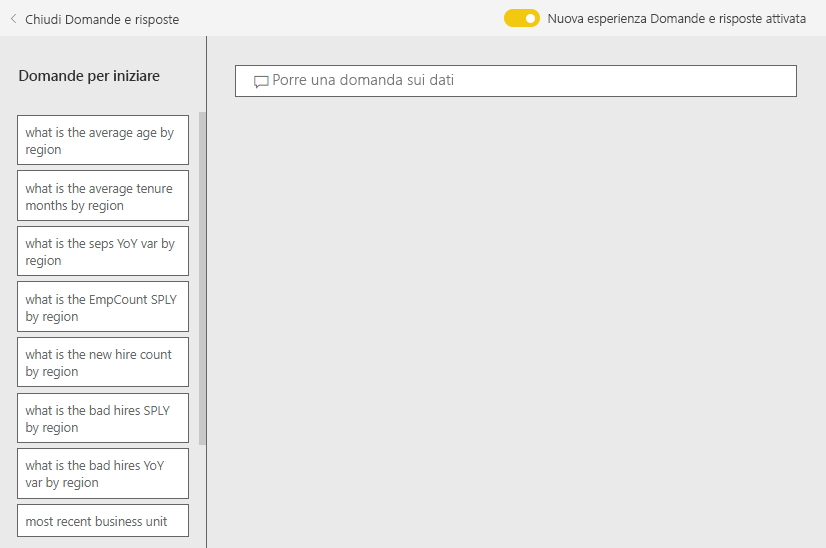 Chiudi Domande e risposte
Nuova esperienza Domande e risposte attivata
Domande per iniziare
Porre una domanda sui dati
what is the average age by
region
what is the average tenure
months by region
what is the seps YoY var by
region
what is the EmpCount SPLY
by region
what is the new hire count
by region
what is the bad hires SPLY
by region
what is the bad hires YoY
var by region
most recent business unit